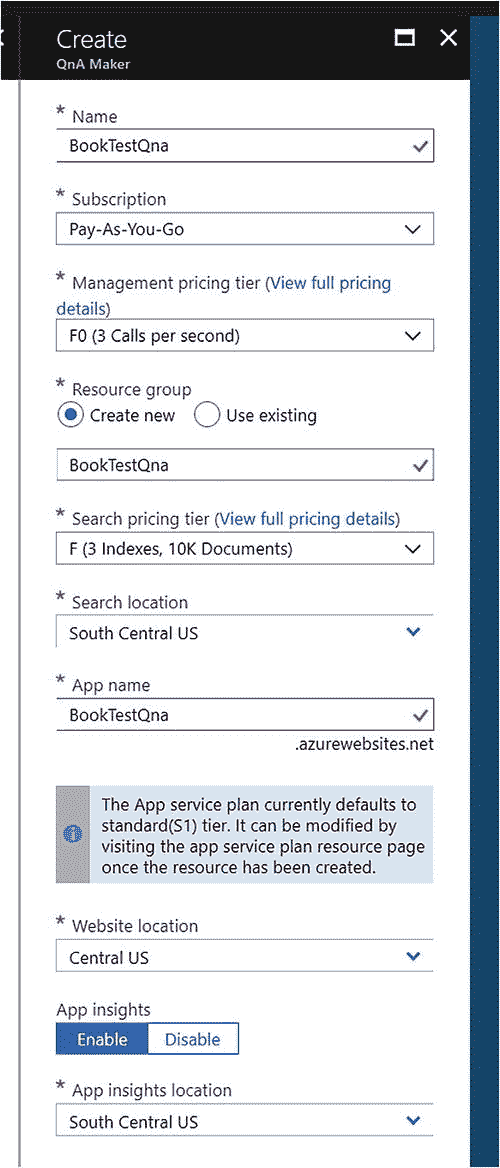 Create
QnA Maker
* Name
BookTestQna
* Subscription
Pay-As-You-Go
* Management pricing tier (View full pricing
details)
F0 (3 Calls per second)
* Resource group
Create new Use existing
BookTestQna
* Search pricing tier (View full pricing details)
F (3 Indexes, 10K Documents)
* Search location
South Central US
* App name
BookTestQna
.azurewebsites.net
The App service plan currently defaults to
standard(S1) tier. It can be modified by
visiting the app service plan resource page
once the resource has been created.
* Website location
Central US
App insights
Enable Disable
* App insights location
South Central US